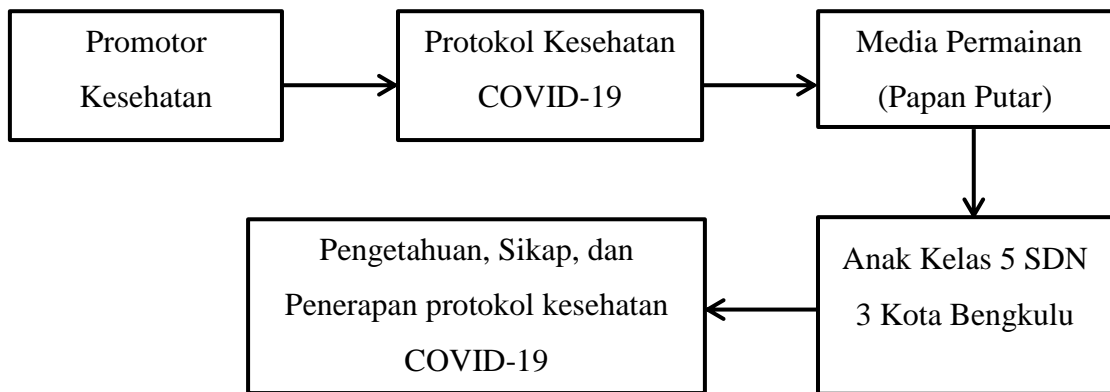 Promotor
Kesehatan
Protokol Kesehatan
COVID-19
Media Permainan
(Papan Putar)
Anak Kelas 5 SDN
3 Kota Bengkulu
Pengetahuan, Sikap, dan
Penerapan protokol kesehatan
COVID-19